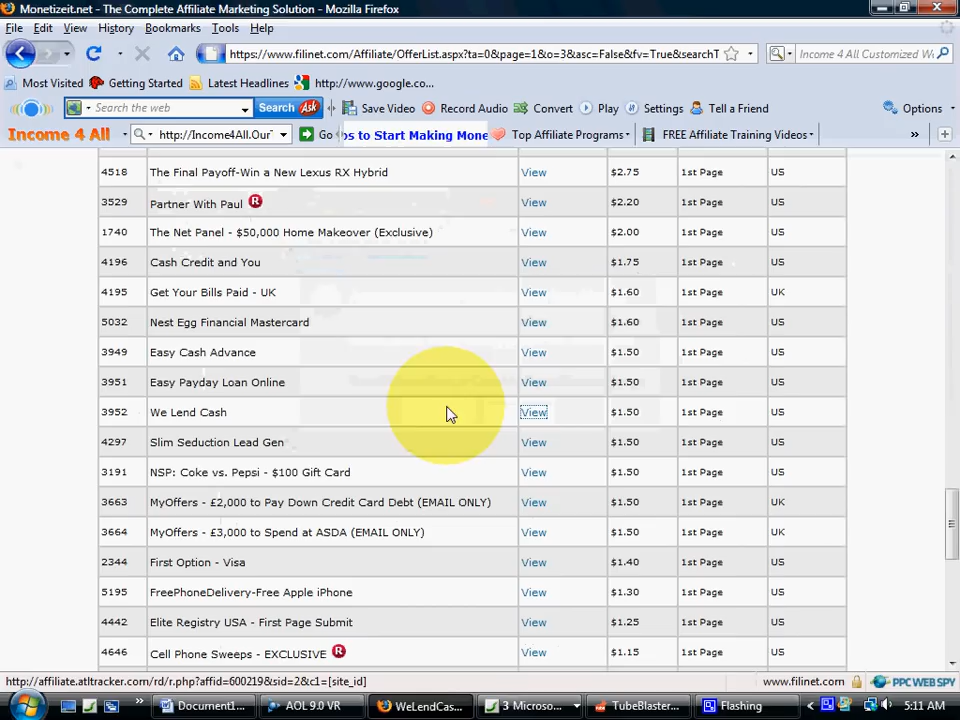 Monetizeit.net - The Complete Affiliate Marketing Solution - Mozilla Firefox
File Edit View History Bookmarks Tools Help
https://www.filinet.com/Affiliate/OfferList.aspx?ta=0&page=1&o=3&asc=False&fv=True&searchT
Income 4 All Customized W
Most Visited Getting Started Latest Headlines http://www.google.co...
Search the web Search Ask Save Video Record Audio Convert Play Settings Tell a Friend Options
Income 4 All http://Income4All.Our Go os to Start Making Mone Top Affiliate Programs FREE Affiliate Training Videos »
4518 The Final Payoff-Win a New Lexus RX Hybrid View $2.75 1st Page US
3529 Partner With Paul R View $2.20 1st Page US
1740 The Net Panel - $50,000 Home Makeover (Exclusive) View $2.00 1st Page US
4196 Cash Credit and You View $1.75 1st Page US
4195 Get Your Bills Paid - UK View $1.60 1st Page UK
5032 Nest Egg Financial Mastercard View $1.60 1st Page US
3949 Easy Cash Advance View $1.50 1st Page US
3951 Easy Payday Loan Online View $1.50 1st Page US
3952 We Lend Cash View $1.50 1st Page US
4297 Slim Seduction Lead Gen View $1.50 1st Page US
3191 NSP: Coke vs. Pepsi - $100 Gift Card View $1.50 1st Page US
3663 MyOffers - £2,000 to Pay Down Credit Card Debt (EMAIL ONLY) View $1.50 1st Page UK
3664 MyOffers - £3,000 to Spend at ASDA (EMAIL ONLY) View $1.50 1st Page UK
2344 First Option - Visa View $1.40 1st Page US
5195 FreePhoneDelivery-Free Apple iPhone View $1.30 1st Page US
4442 Elite Registry USA - First Page Submit View $1.25 1st Page US
4646 Cell Phone Sweeps - EXCLUSIVE R View $1.15 1st Page US
http://affiliate.atltracker.com/rd/r.php?affid=600219&sid=2&c1=[site_id] www.filinet.com PPC WEB SPY
» Document1... AOL 9.0 VR WeLendCas... 3 Microso... TubeBlaster... Flashing 5:11 AM